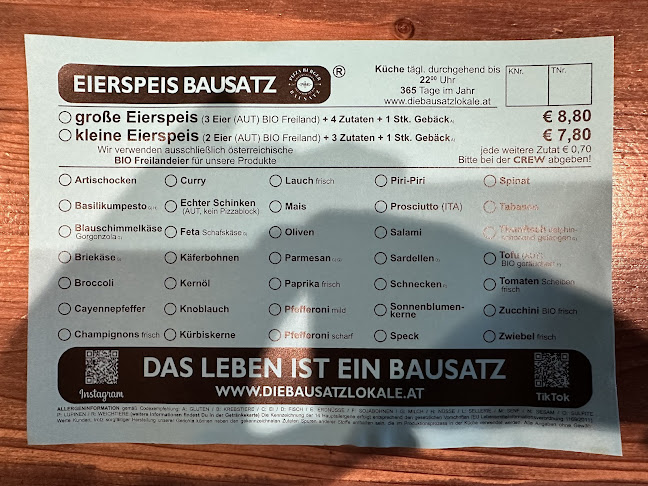 EIERSPEIS BAUSATZ ®
Küche tägl. durchgehend bis
22⁰⁰ Uhr
365 Tage im Jahr
www.diebausatzlokale.at
KNr.
TNr.
große Eierspeis (3 Eier (AUT) BIO Freiland) + 4 Zutaten + 1 Stk. Gebäck € 8,80
kleine Eierspeis (2 Eier (AUT) BIO Freiland) + 3 Zutaten + 1 Stk. Gebäck € 7,80
Wir verwenden ausschließlich österreichische
BIO Freilandeier für unsere Produkte
jede weitere Zutat € 0,70
Bitte bei der CREW abgeben!
Artischocken
Basilikumpesto
Blauschimmelkäse
Gorgonzola
Briekäse
Broccoli
Cayennepfeffer
Champignons frisch
Curry
Echter Schinken
(AUT, kein Pizzablock)
Feta Schafskäse
Käferbohnen
Kernöl
Knoblauch
Kürbiskerne
Lauch frisch
Mais
Oliven
Parmesan
Paprika frisch
Pfefferoni mild
Pfefferoni scharf
Piri-Piri
Prosciutto (ITA)
Salami
Sardellen
Schnecken
Sonnenblumen-
kerne
Speck
Spinat
Tabasco
Thunfisch
Tofu (AUT)
BIO geräuchert
Tomaten Scheiben
frisch
Zucchini BIO frisch
Zwiebel frisch
DAS LEBEN IST EIN BAUSATZ
WWW.DIEBAUSATZLOKALE.AT
Instagram
TikTok